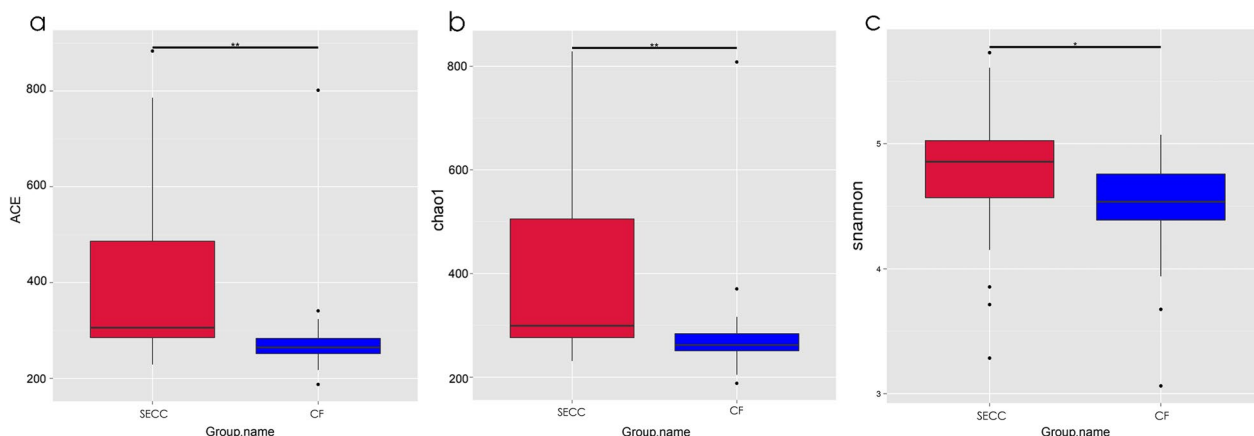 a
**
800
600
400
200
ACE
SECC CF
Group.name
b
**
800
600
400
200
chao1
SECC CF
Group.name
c
*
5
4
3
snannon
SECC CF
Group.name